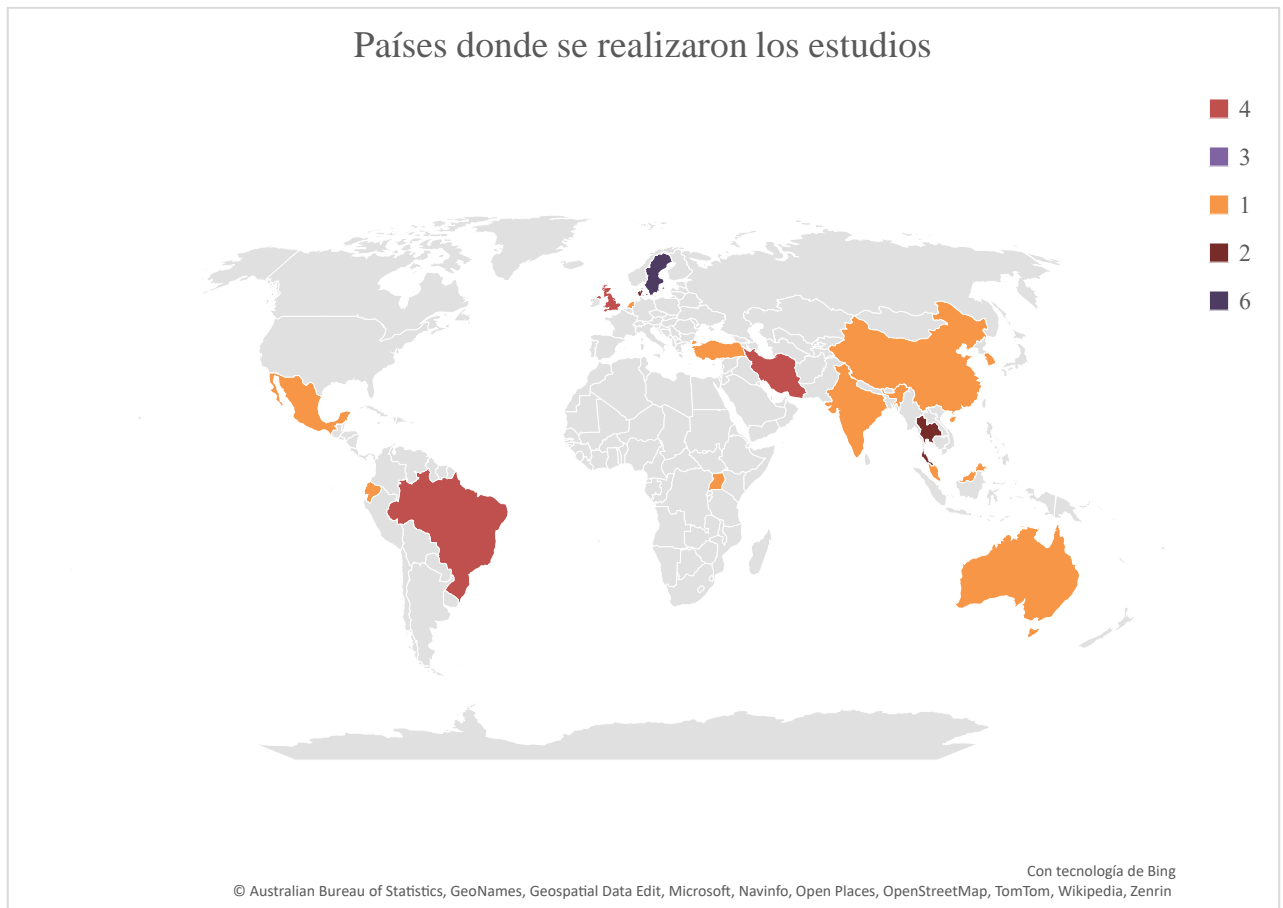 Países donde se realizaron los estudios
4
3
1
2
6
Con tecnología de Bing
© Australian Bureau of Statistics, GeoNames, Geospatial Data Edit, Microsoft, Navinfo, Open Places, OpenStreetMap, TomTom, Wikipedia, Zenrin